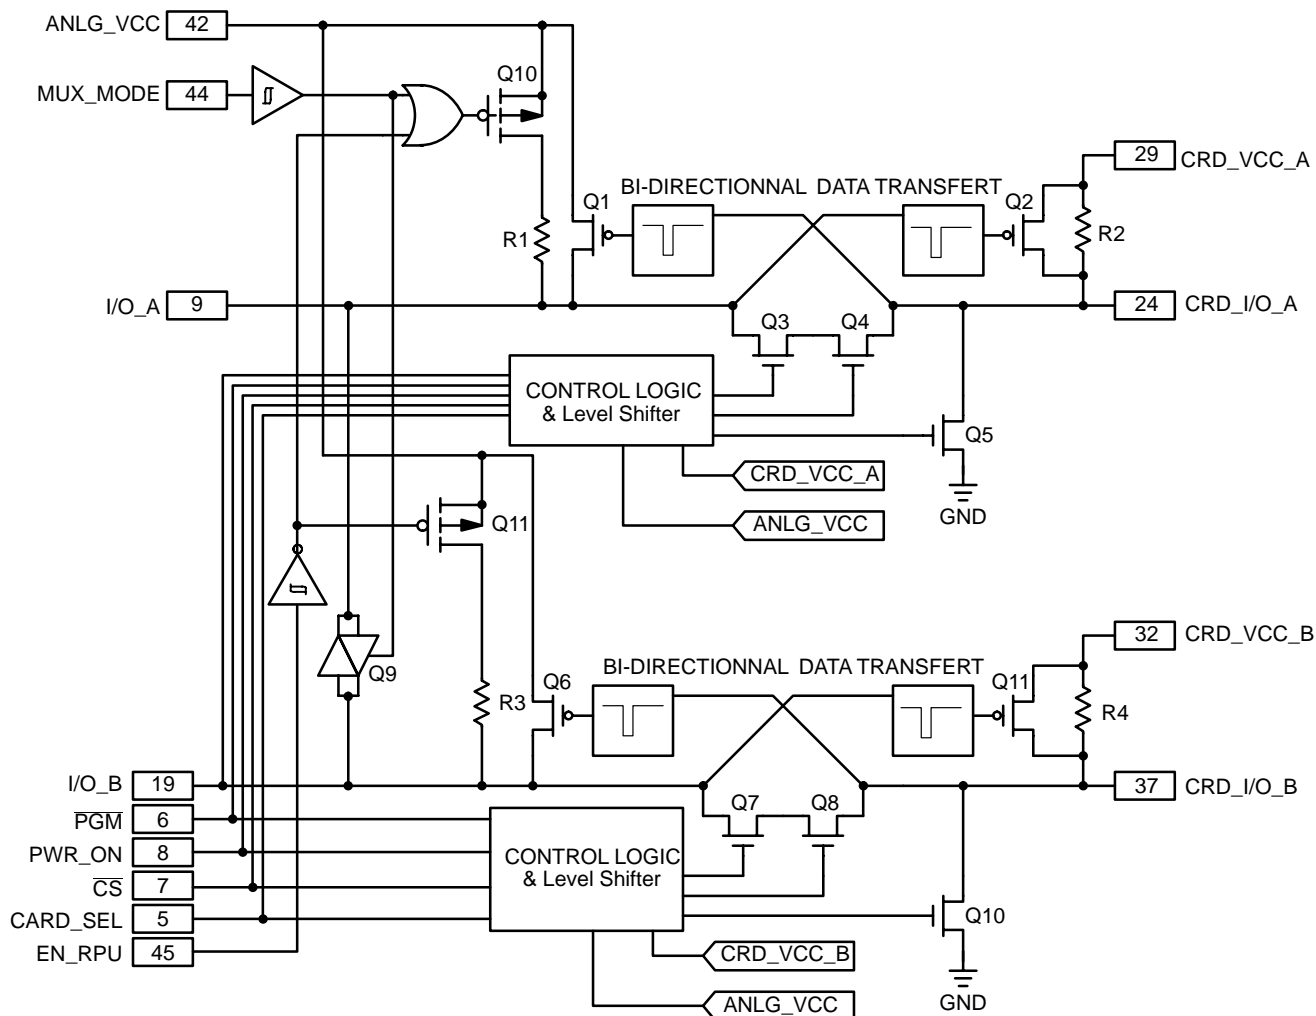 ANLG_VCC 42
MUX_MODE 44
Q10
29 CRD_VCC_A
BI-DIRECTIONNAL DATA TRANSFERT
Q1
Q2
R1
R2
I/O_A 9
24 CRD_I/O_A
Q3
Q4
CONTROL LOGIC
& Level Shifter
Q5
CRD_VCC_A
GND
ANLG_VCC
Q11
32 CRD_VCC_B
BI-DIRECTIONNAL DATA TRANSFERT
Q9
R3
Q6
Q11
R4
I/O_B 19
37 CRD_I/O_B
PGM 6
Q7
Q8
PWR_ON 8
CONTROL LOGIC
& Level Shifter
CS 7
CARD_SEL 5
Q10
EN_RPU 45
CRD_VCC_B
GND
ANLG_VCC